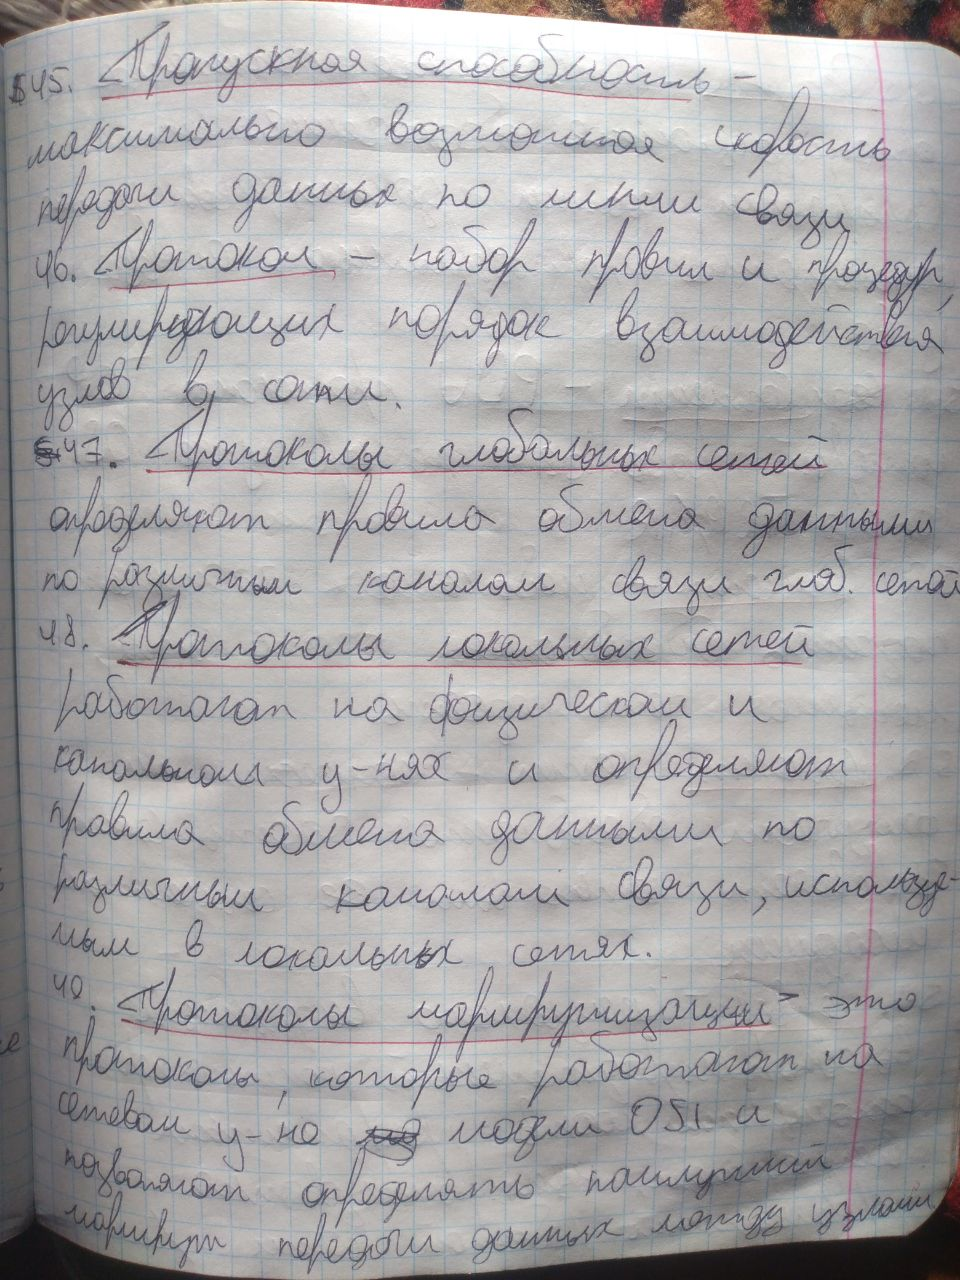 45. Пропускная способность –
максимально возможная скорость
передачи данных по линии связи
46. Протокол – набор правил и процедур,
регулирующих порядок взаимодействия
узлов в сети.
47. Протоколы глобальных сетей
определяют правила обмена данными
по различным каналам связи глоб. сетей
48. Протоколы локальных сетей
работают на физическом и
канальном у-нях и определяют
правила обмена данными по
различным каналам связи, используе-
мым в локальных сетях.
49. Протоколы маршрутизации – это
протоколы, которые работают на
сетевом у-не модели OSI и
позволяют определять наилучший
маршрут передачи данных между узлами